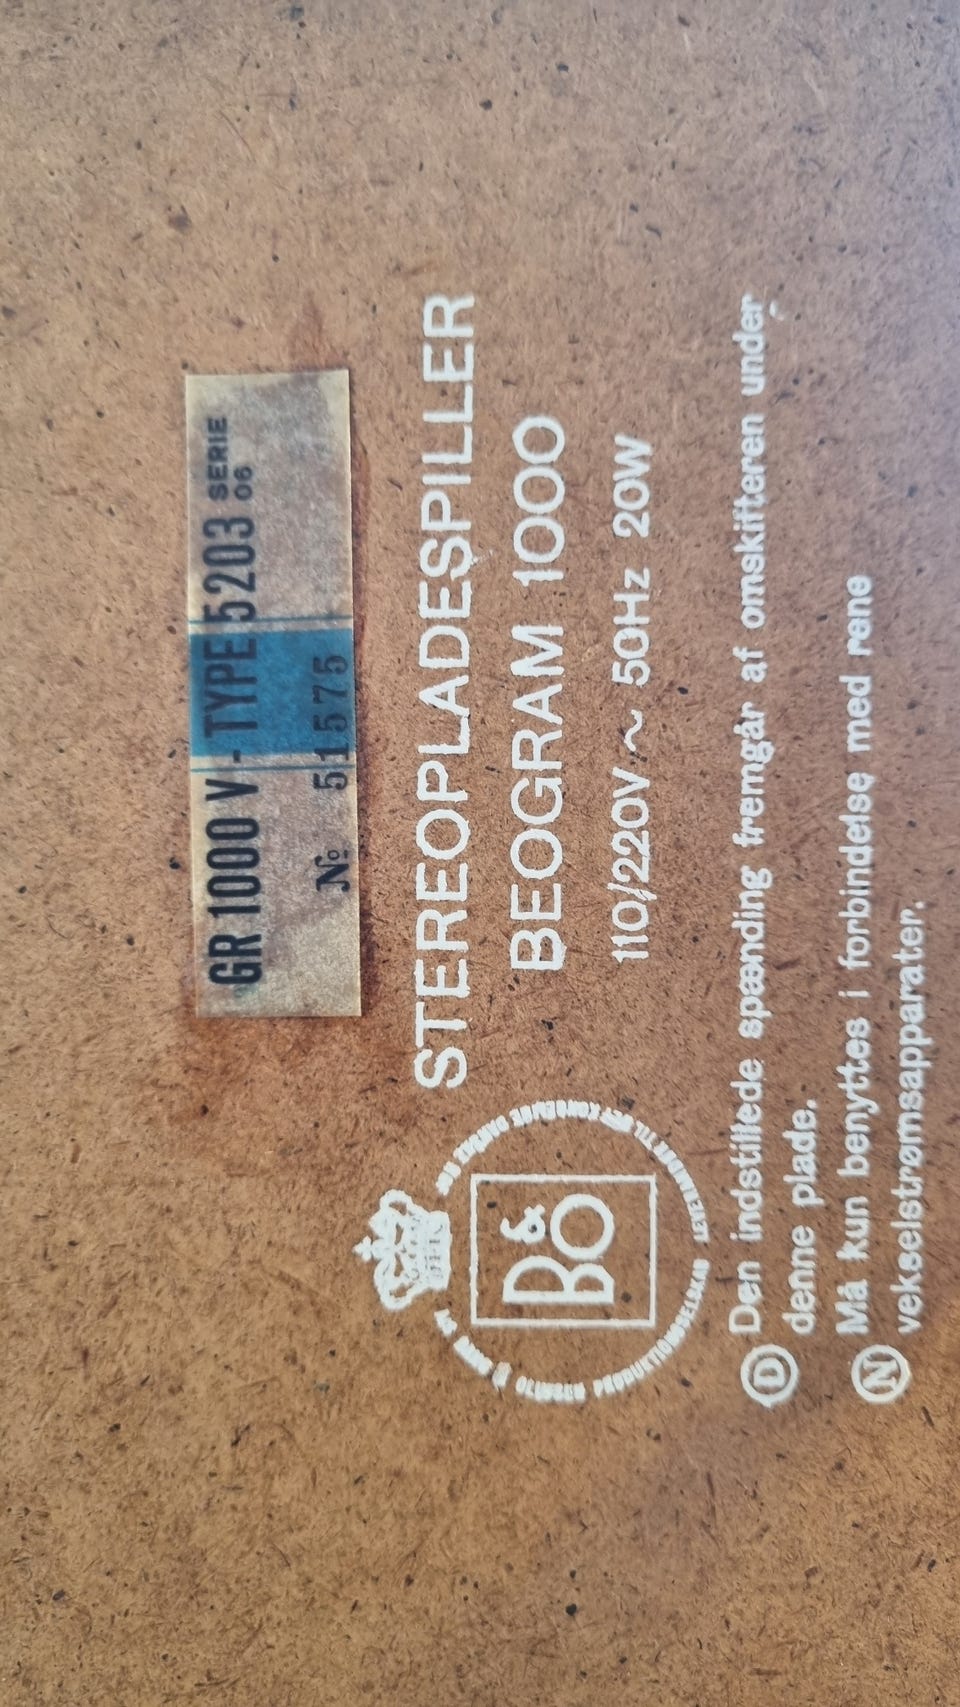 GR 1000 V - TYPE 5203 SERIE 06
№ 51575
STEREOPLADESPILLER
BEOGRAM 1000
110/220V ~ 50Hz 20W
B&O
D Den indstillede spænding fremgår af omskifteren under
denne plade.
N Må kun benyttes i forbindelse med rene
vekselstrømsapparater.